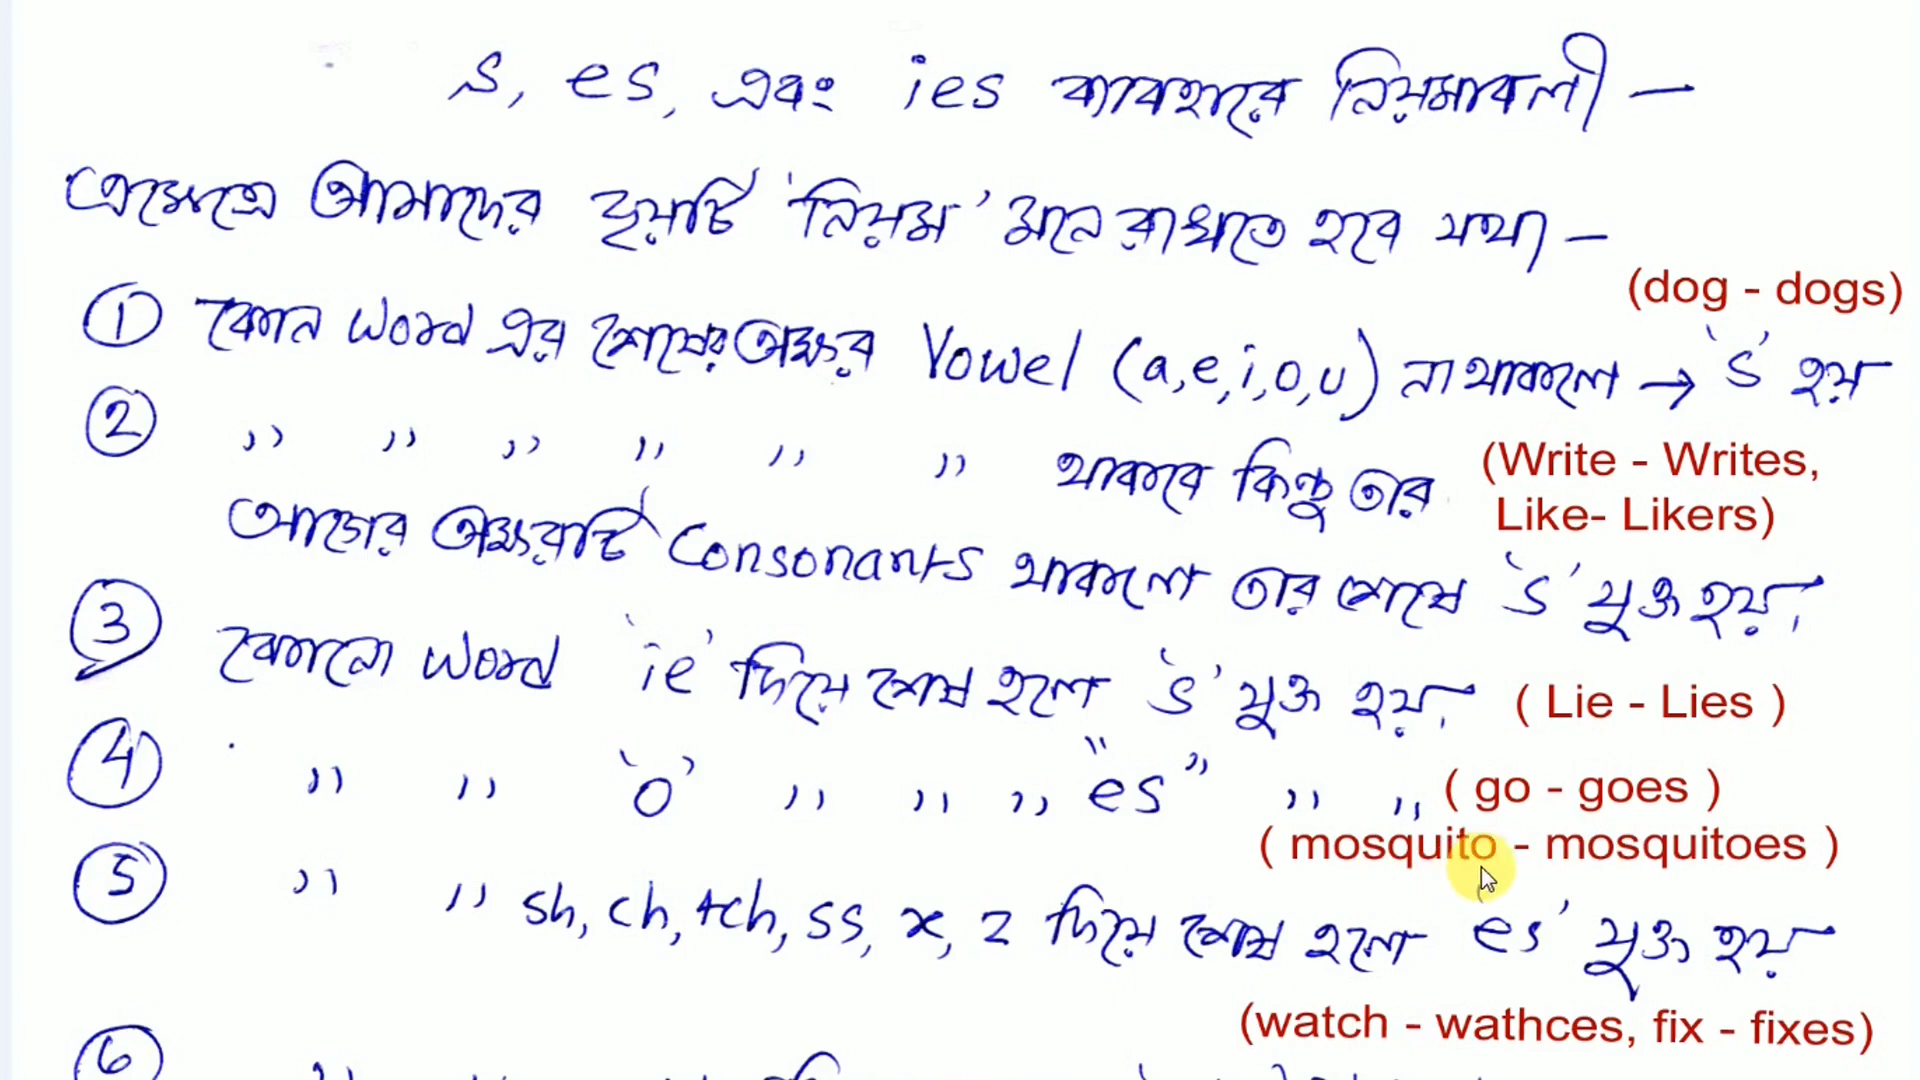 s, es, এবং ies ব্যাবহারে নিয়মাবলী –
এক্ষেত্রে আমাদের ছয়টি 'নিয়ম' মনে রাখতে হবে যথা –
(dog - dogs)
① কোন word এর শেষের অক্ষর Vowel (a,e,i,o,u) না থাকলে → 's' হয়
② ,, ,, ,, ,, ,, ,, থাকবে কিন্তু তার
(Write - Writes,
Like- Likers)
আগের অক্ষরটি Consonants থাকলে তার শেষে 's' যুক্ত হয়।
③ কোনো word 'ie' দিয়ে শেষ হলে 's' যুক্ত হয়। ( Lie - Lies )
④ ,, ,, 'o' ,, ,, ,, "es" ,, ,, ( go - goes )
( mosquito - mosquitoes )
⑤ ,, ,, sh, ch, tch, ss, x, z দিয়ে শেষ হলে 'es' যুক্ত হয়
(watch - wathces, fix - fixes)
⑥